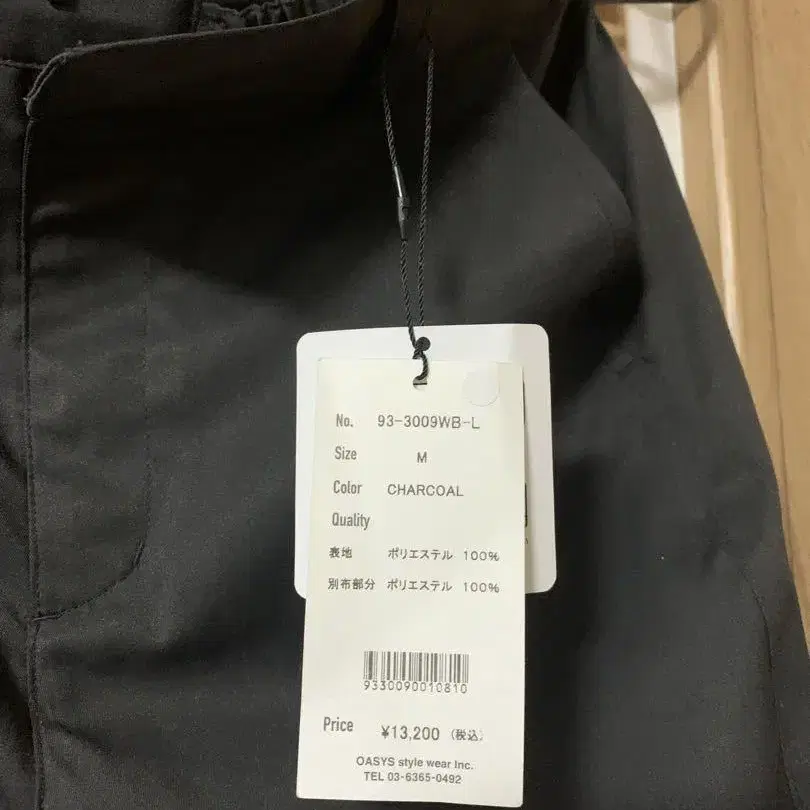 No. 93-3009WB-L
Size M
Color CHARCOAL
Quality
表地 ポリエステル 100%
別布部分 ポリエステル 100%
9330090010810
Price ¥13,200 (税込)
OASYS style wear Inc.
TEL 03-6365-0492